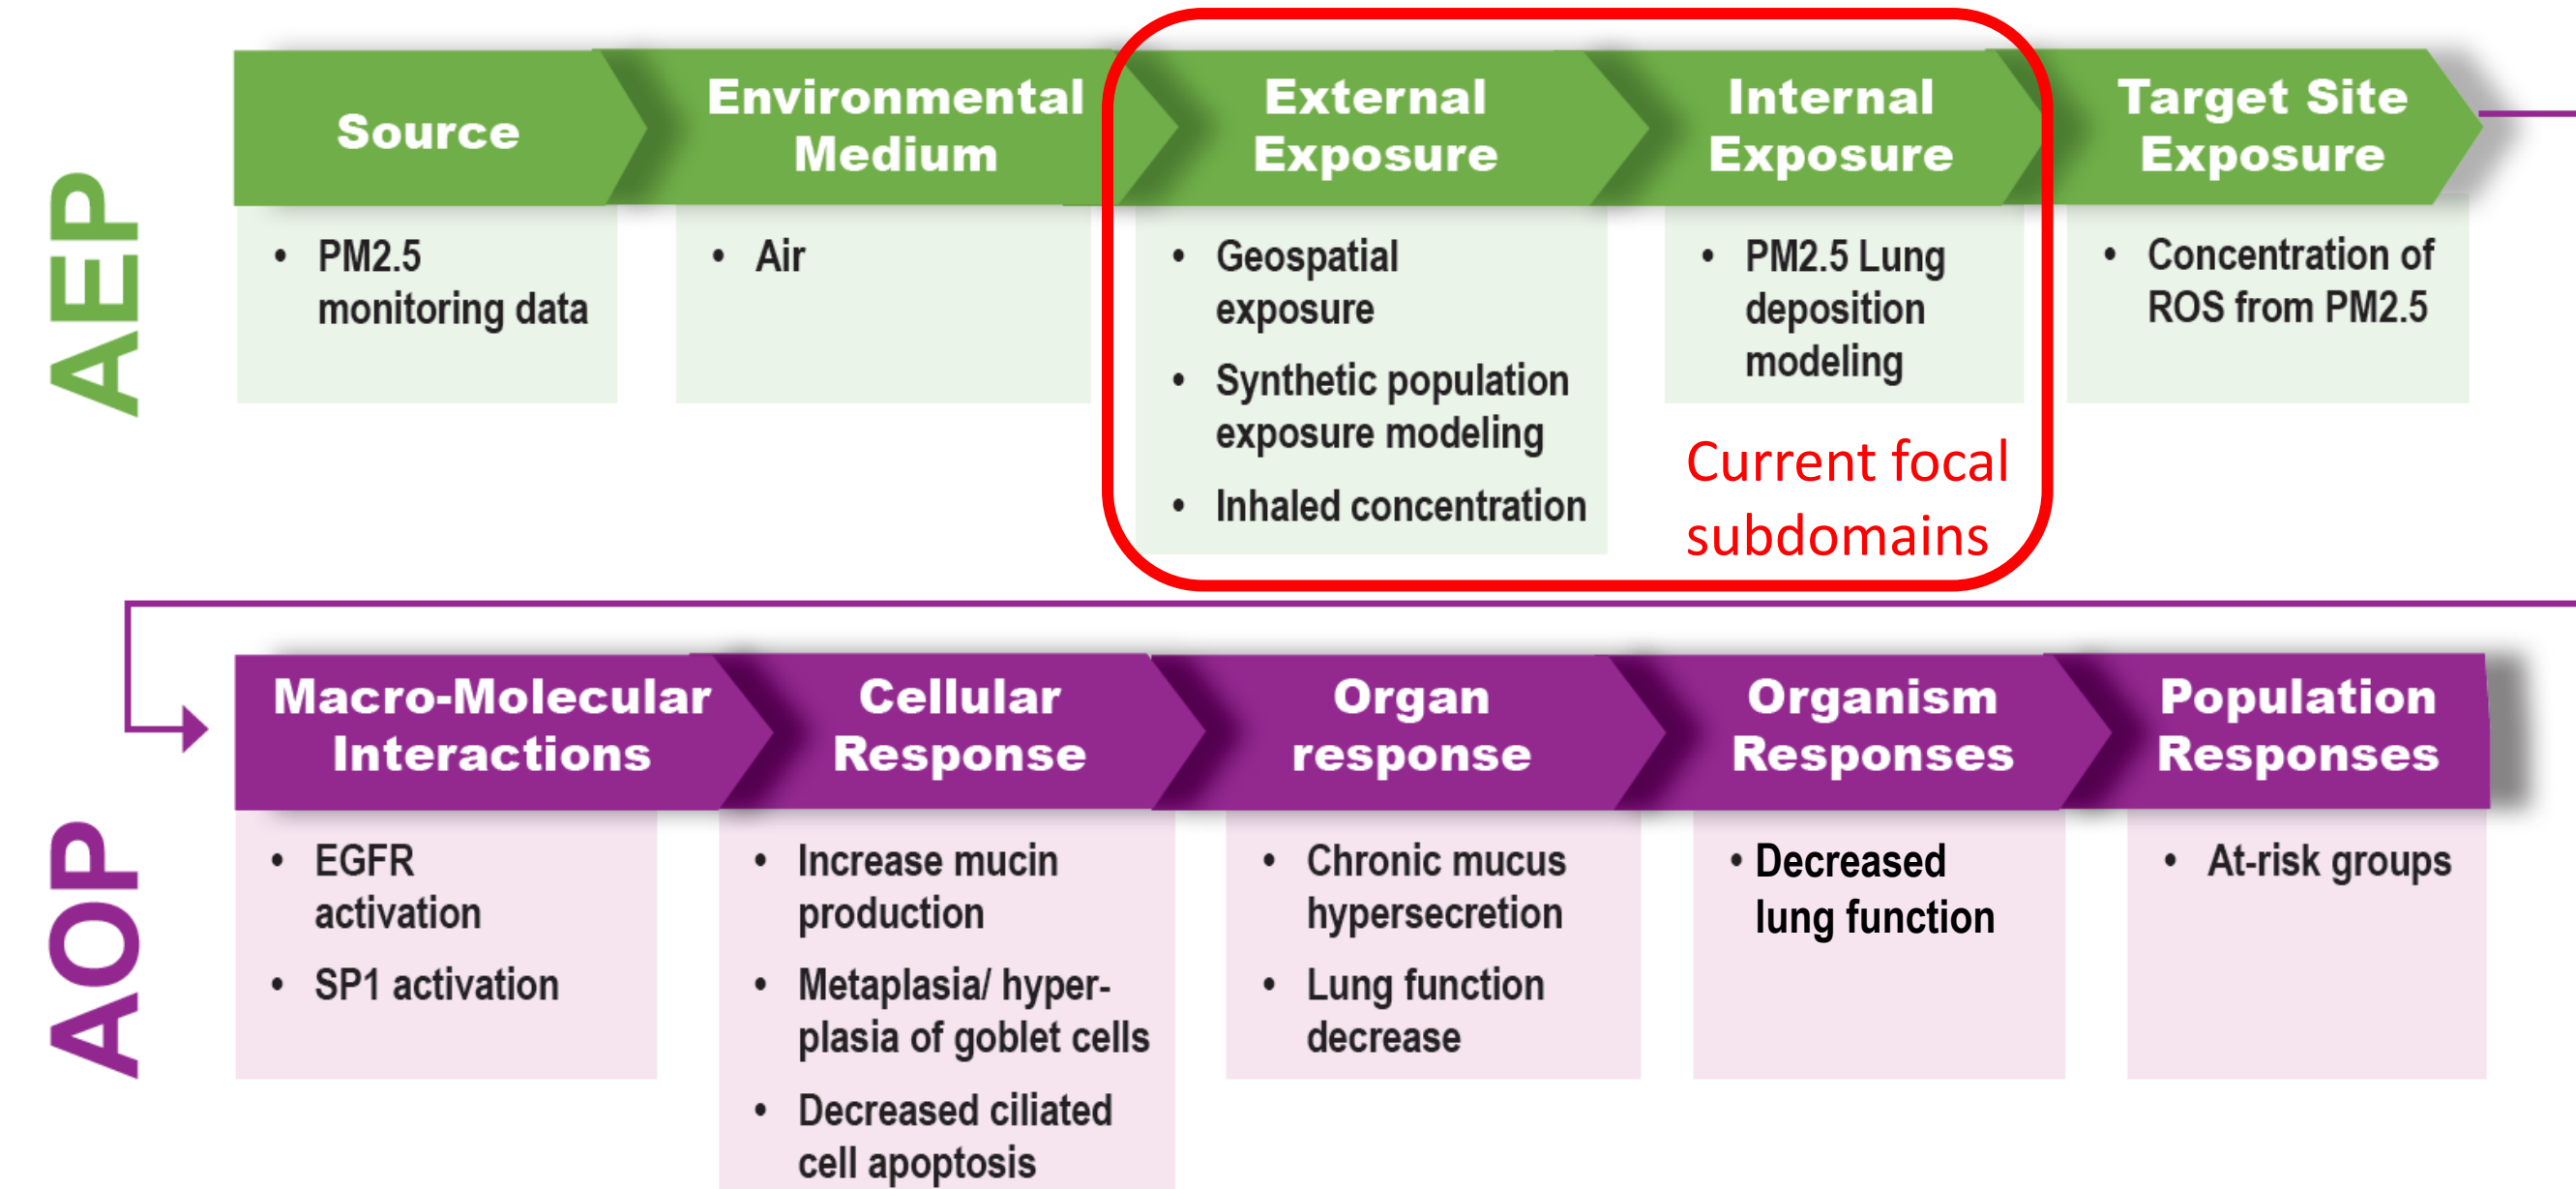 AEP
Source
• PM2.5
monitoring data
Environmental
Medium
• Air
External
Exposure
• Geospatial
exposure
• Synthetic population
exposure modeling
• Inhaled concentration
Internal
Exposure
• PM2.5 Lung
deposition
modeling
Current focal
subdomains
Target Site
Exposure
• Concentration of
ROS from PM2.5
AOP
Macro-Molecular
Interactions
• EGFR
activation
• SP1 activation
Cellular
Response
• Increase mucin
production
• Metaplasia/ hyper-
plasia of goblet cells
• Decreased ciliated
cell apoptosis
Organ
response
• Chronic mucus
hypersecretion
• Lung function
decrease
Organism
Responses
• Decreased
lung function
Population
Responses
• At-risk groups